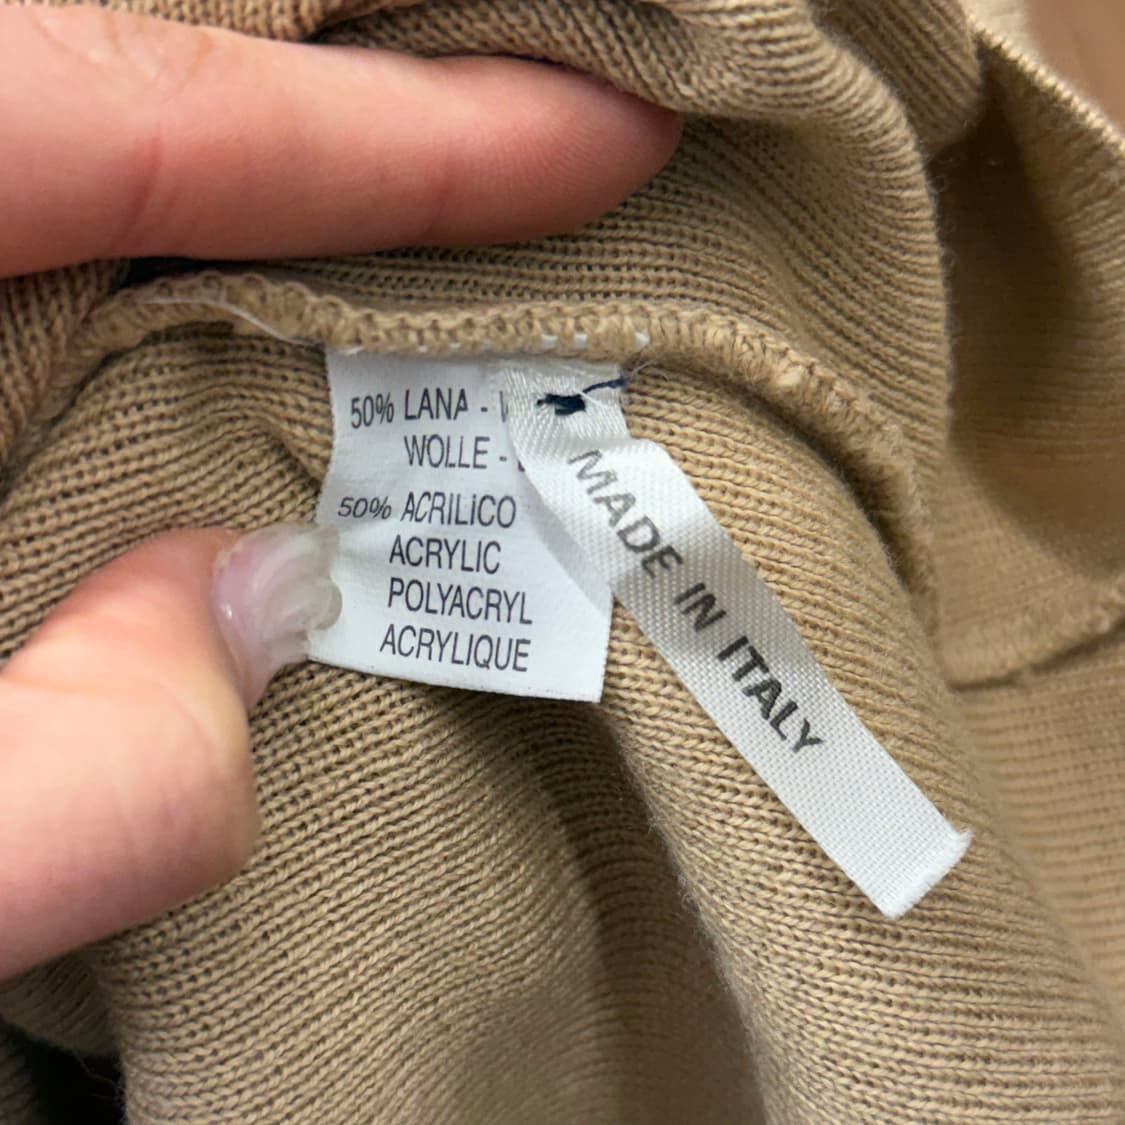 50% LANA -
WOLLE -
50% ACRILICO
ACRYLIC
POLYACRYL
ACRYLIQUE
MADE IN ITALY